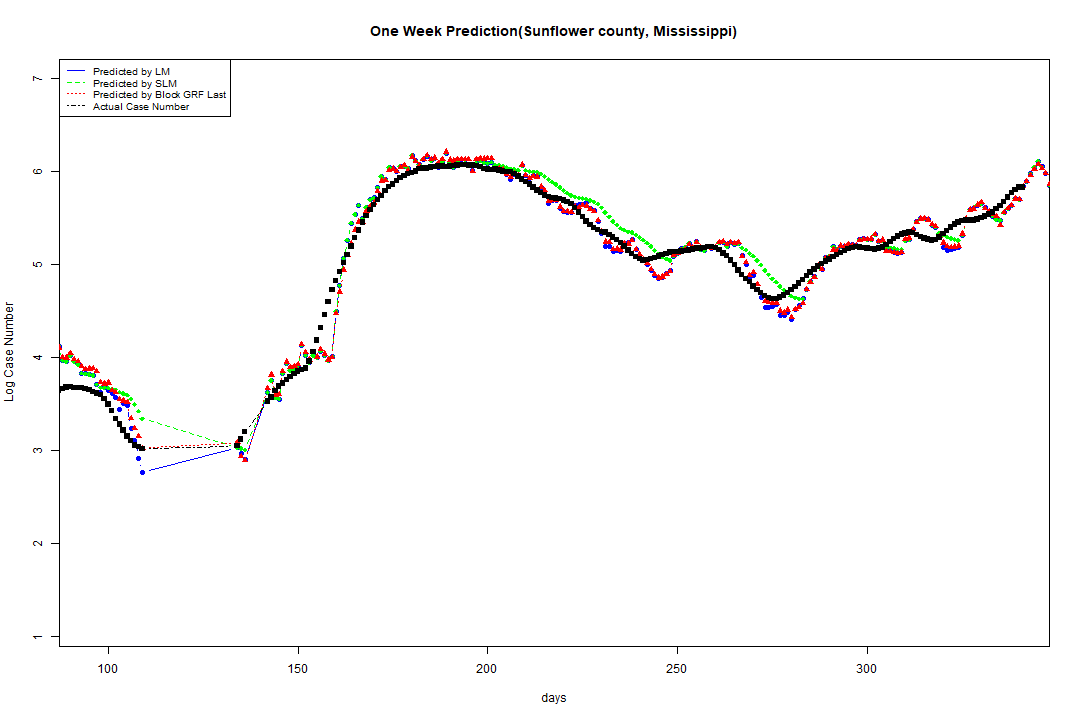 One Week Prediction(Sunflower county, Mississippi)
Predicted by LM
Predicted by SLM
Predicted by Block GRF Last
Actual Case Number
7
6
5
4
3
2
1
Log Case Number
100 150 200 250 300
days